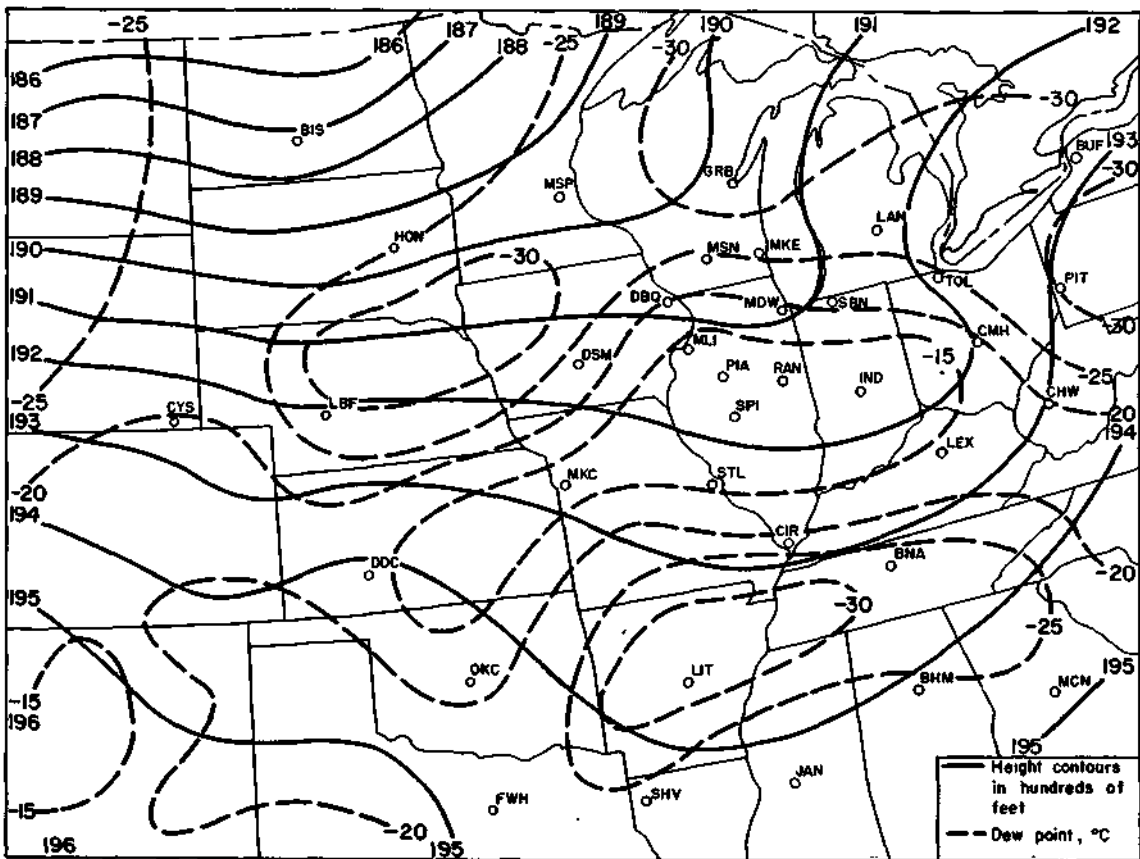 -25
186
187
188
-25
189
-30
190
191
192
186
187
BIS
-30
188
BUF
193
GRB
-30
MSP
189
LAN
HON
190
MSN
MKE
-30
TOL
PIT
191
DBQ
MDW
SBN
-30
CMH
MLI
192
DSM
PIA
RAN
-15
IND
-25
-25
LBF
CHW
CYS
SPI
-20
193
194
LEX
MKC
STL
-20
194
CIR
DDC
BNA
-20
195
-30
-25
OKC
LIT
BHM
MCN
195
-15
196
195
JAN
FWH
SHV
-15
-20
196
195
Height contours
in hundreds of
feet
Dew point, °C